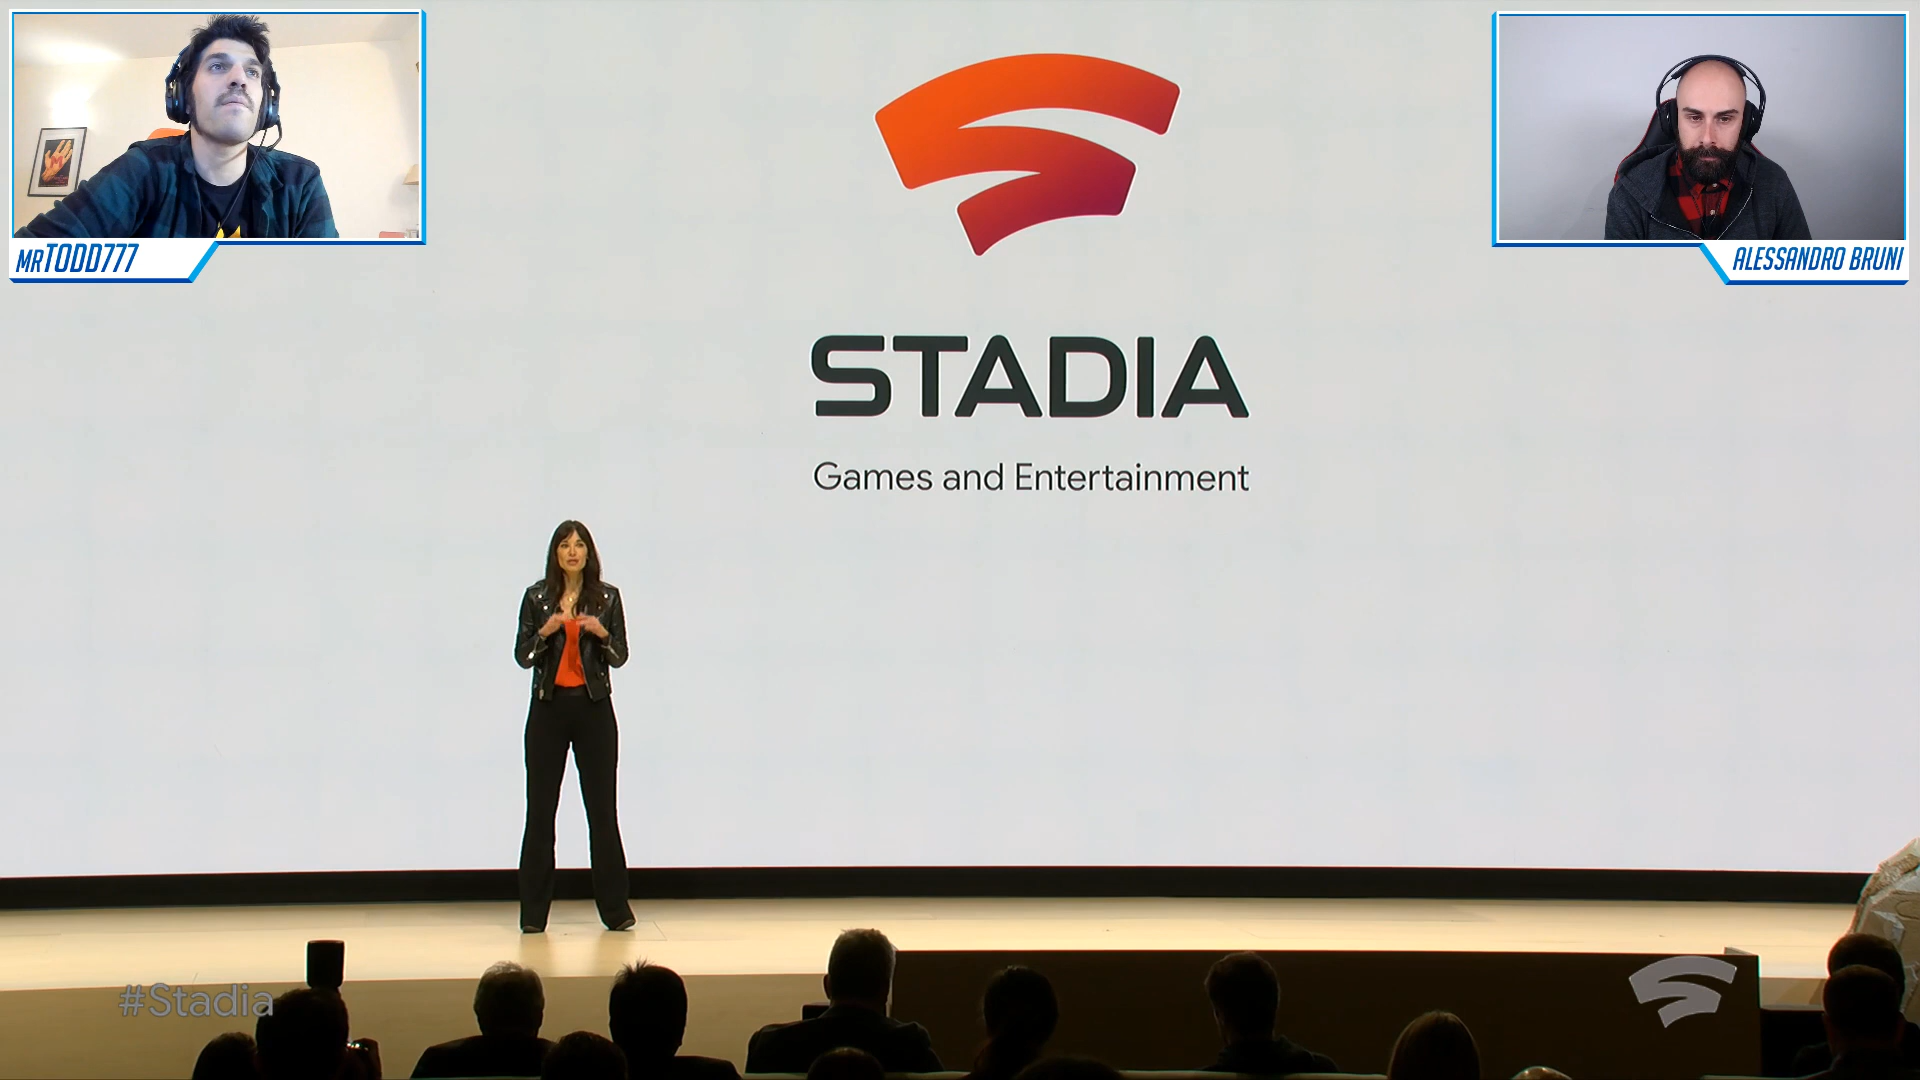 MRTODD777
ALESSANDRO BRUNI
STADIA
Games and Entertainment
#Stadia